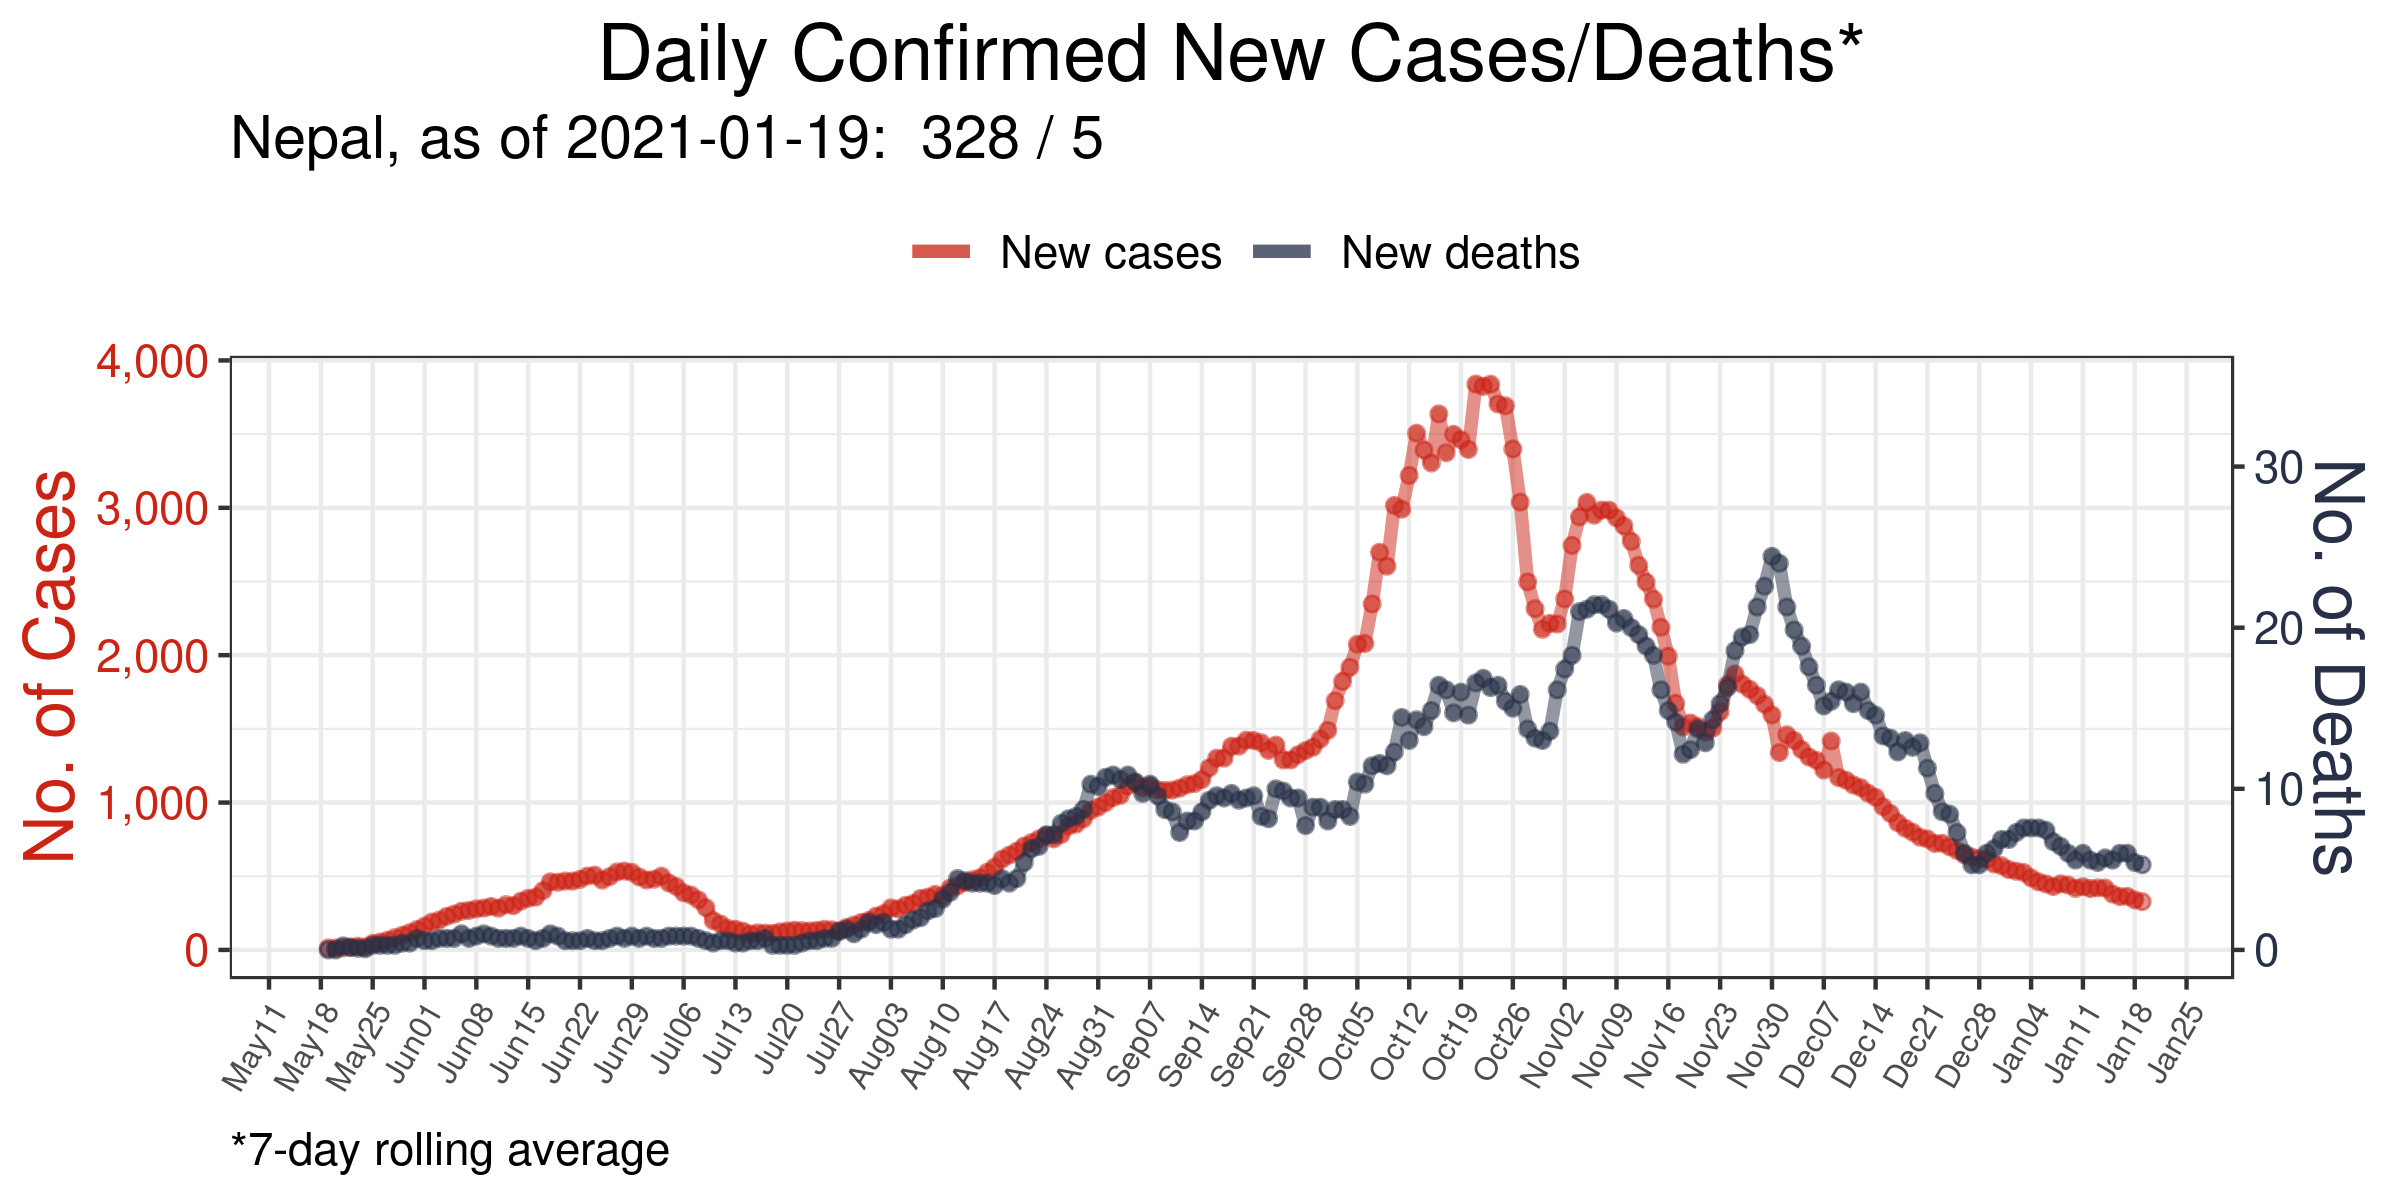 Daily Confirmed New Cases/Deaths*
Nepal, as of 2021-01-19:  328 / 5
New cases New deaths
No. of Cases
4,000
3,000
2,000
1,000
0
30
20
10
0
No. of Deaths
May11 May18 May25 Jun01 Jun08 Jun15 Jun22 Jun29 Jul06 Jul13 Jul20 Jul27 Aug03 Aug10 Aug17 Aug24 Aug31 Sep07 Sep14 Sep21 Sep28 Oct05 Oct12 Oct19 Oct26 Nov02 Nov09 Nov16 Nov23 Nov30 Dec07 Dec14 Dec21 Dec28 Jan04 Jan11 Jan18 Jan25
*7-day rolling average